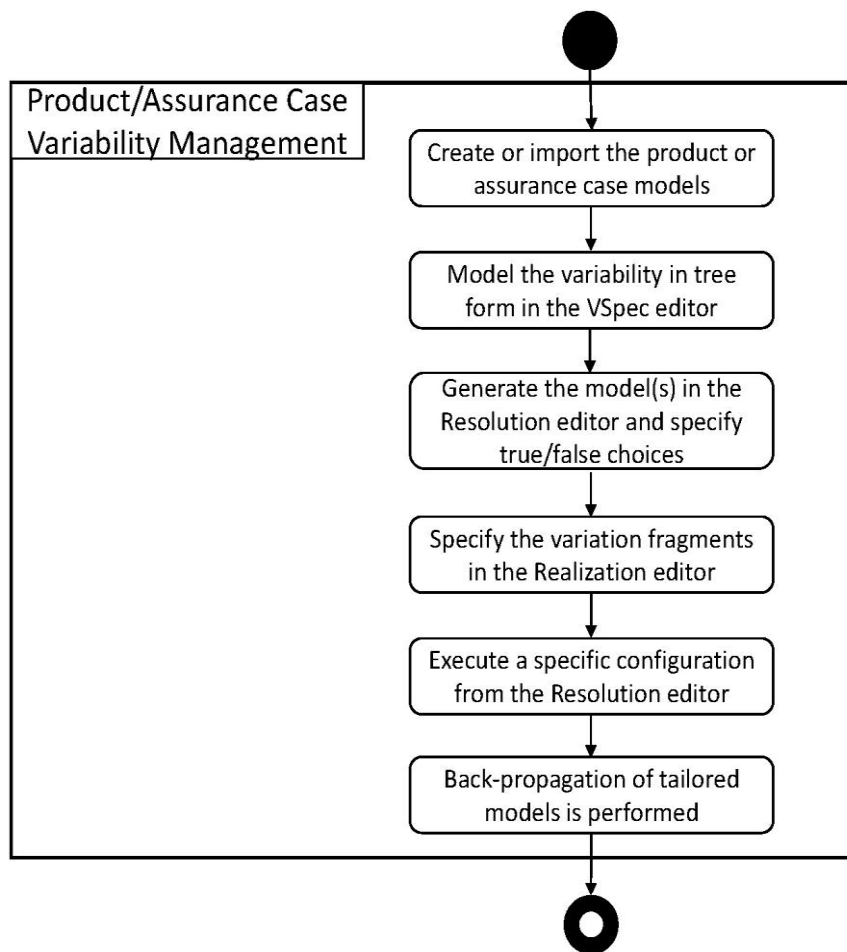 Product/Assurance Case
Variability Management
Create or import the product or
assurance case models
Model the variability in tree
form in the VSpec editor
Generate the model(s) in the
Resolution editor and specify
true/false choices
Specify the variation fragments
in the Realization editor
Execute a specific configuration
from the Resolution editor
Back-propagation of tailored
models is performed